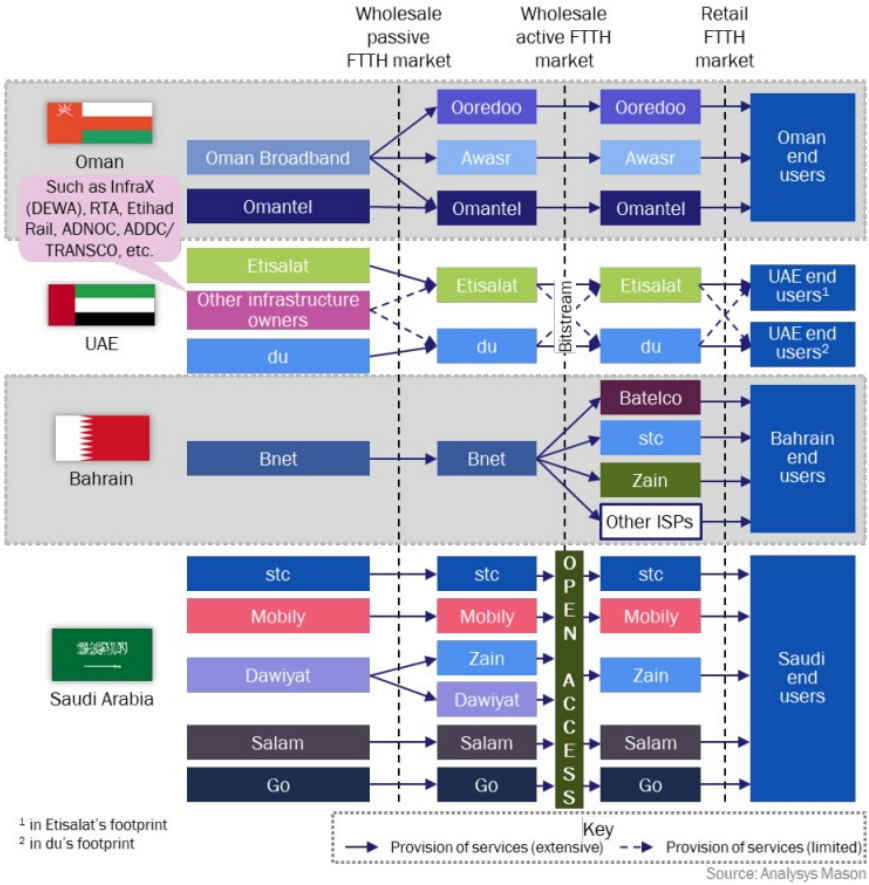 Wholesale
passive
FTTH market
Wholesale
active FTTH
market
Retail
FTTH
market
Oman
Oman Broadband
Omantel
Ooredoo
Awasr
Omantel
Ooredoo
Awasr
Omantel
Oman
end
users
Such as InfraX
(DEWA), RTA, Etihad
Rail, ADNOC, ADDC/
TRANSCO, etc.
UAE
Etisalat
Other infrastructure
owners
du
Etisalat
du
Bitstream
Etisalat
du
UAE end
users¹
UAE end
users²
Bahrain
Bnet
Bnet
Batelco
stc
Zain
Other ISPs
Bahrain
end
users
Saudi Arabia
stc
Mobily
Dawiyat
Salam
Go
stc
Mobily
Zain
Dawiyat
Salam
Go
OPEN ACCESS
stc
Mobily
Zain
Salam
Go
Saudi
end
users
¹ in Etisalat's footprint
² in du's footprint
Key
Provision of services (extensive)
Provision of services (limited)
Source: Analysys Mason